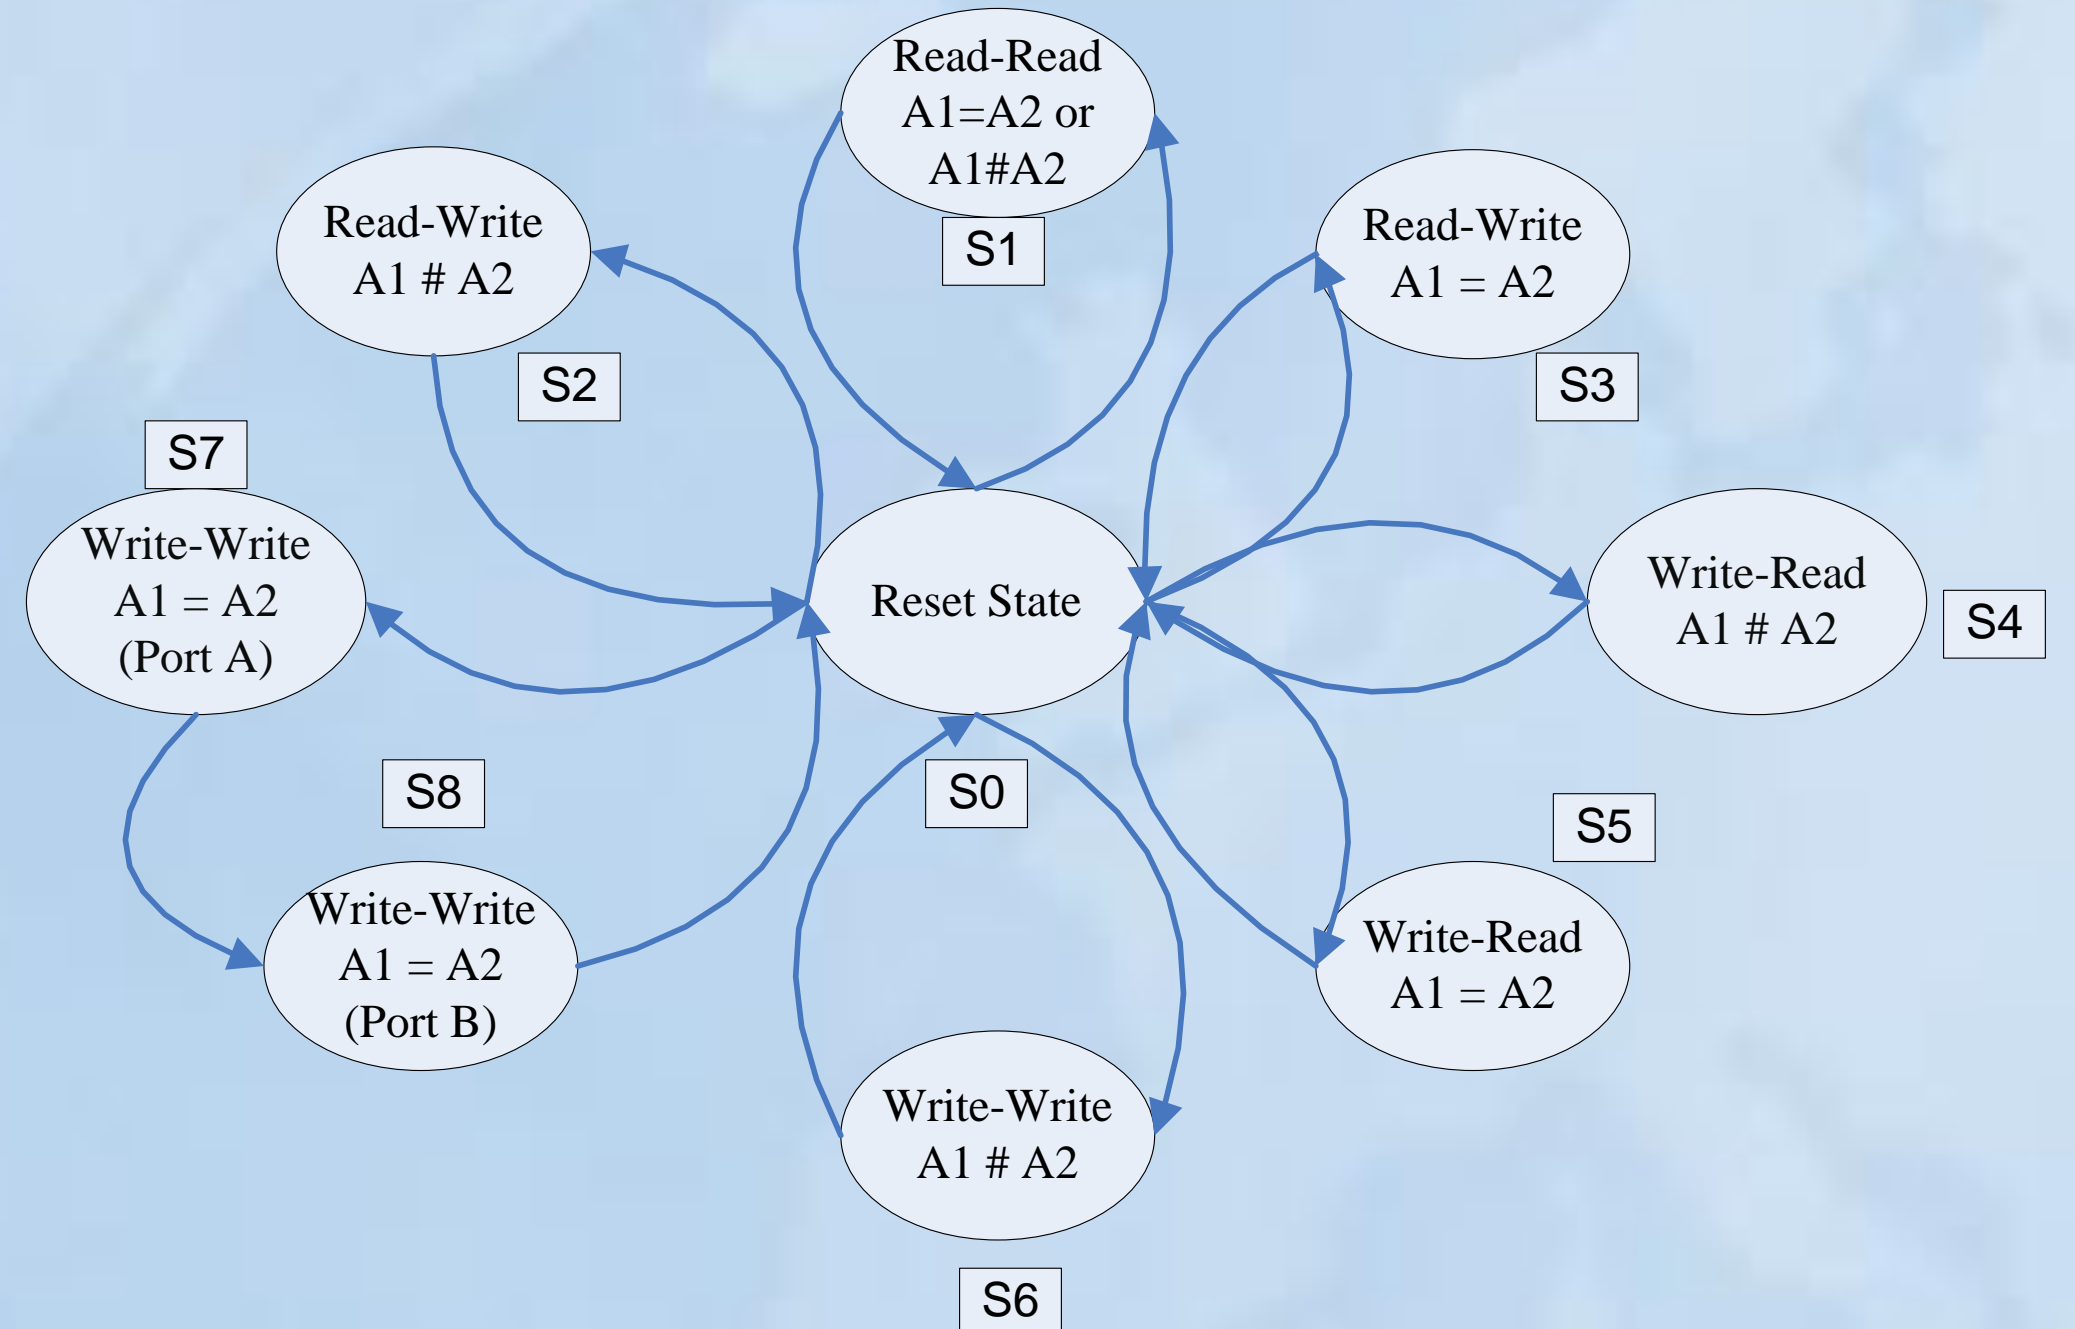 Read-Read
A1=A2 or
A1#A2
S1
Read-Write
A1 # A2
S2
Read-Write
A1 = A2
S3
S7
Write-Write
A1 = A2
(Port A)
Reset State
S0
Write-Read
A1 # A2
S4
S8
Write-Write
A1 = A2
(Port B)
S5
Write-Read
A1 = A2
Write-Write
A1 # A2
S6